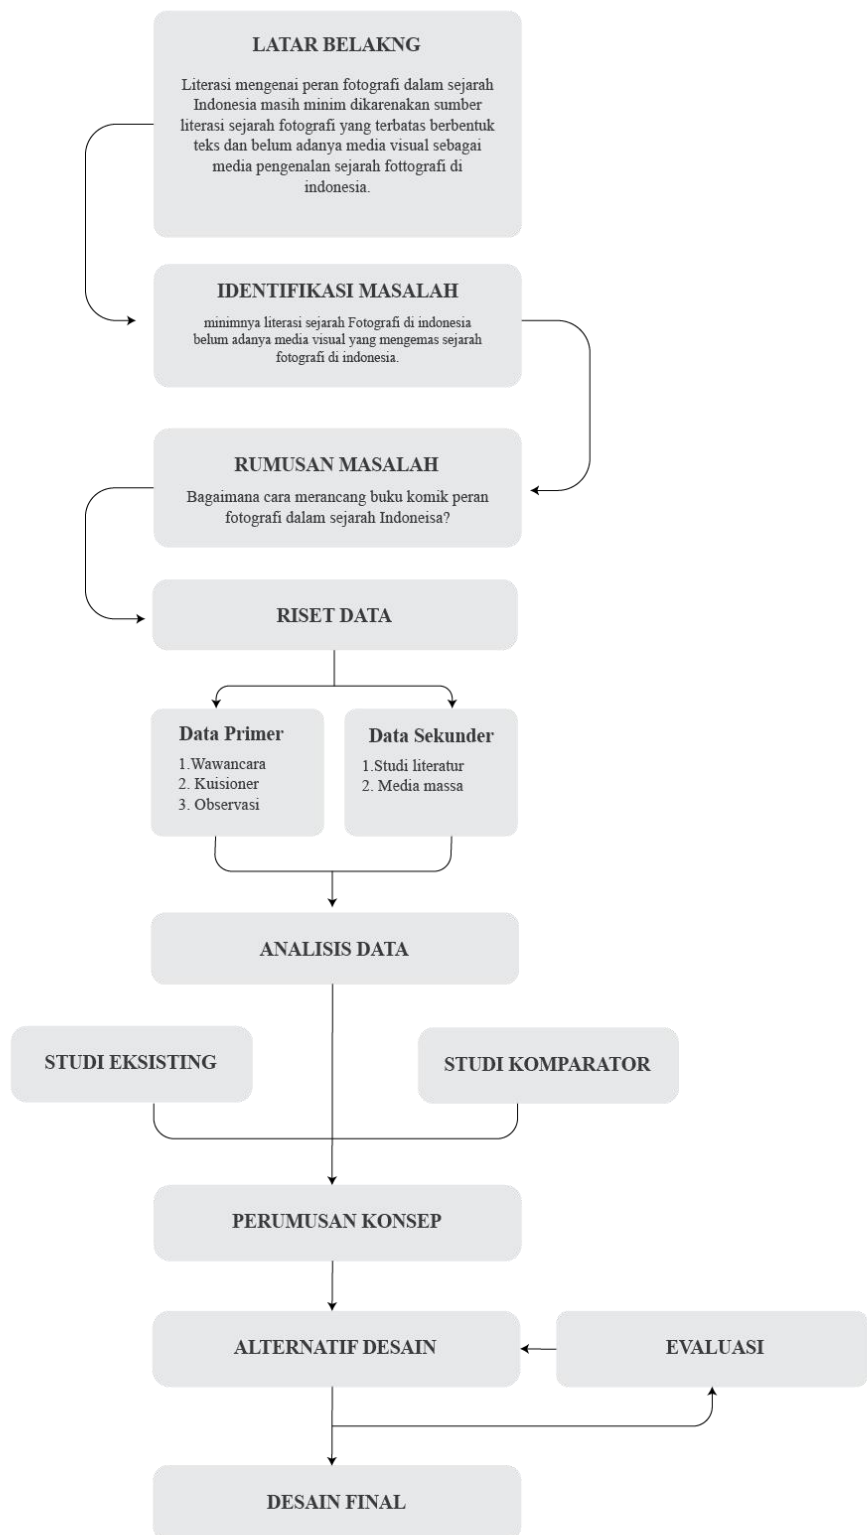 LATAR BELAKNG
Literasi mengenai peran fotografi dalam sejarah
Indonesia masih minim dikarenakan sumber
literasi sejarah fotografi yang terbatas berbentuk
teks dan belum adanya media visual sebagai
media pengenalan sejarah fottografi di
indonesia.
IDENTIFIKASI MASALAH
minimnya literasi sejarah Fotografi di indonesia
belum adanya media visual yang mengemas sejarah
fotografi di indonesia.
RUMUSAN MASALAH
Bagaimana cara merancang buku komik peran
fotografi dalam sejarah Indoneisa?
RISET DATA
Data Primer
1.Wawancara
2. Kuisioner
3. Observasi
Data Sekunder
1.Studi literatur
2. Media massa
ANALISIS DATA
STUDI EKSISTING
STUDI KOMPARATOR
PERUMUSAN KONSEP
ALTERNATIF DESAIN
EVALUASI
DESAIN FINAL